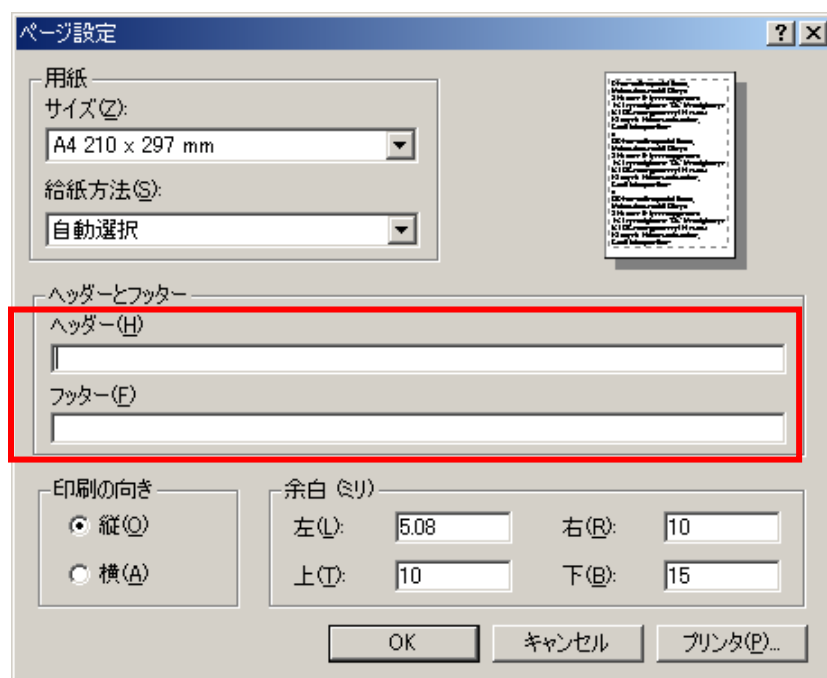 ページ設定
用紙
サイズ(Z):
A4 210 x 297 mm
給紙方法(S):
自動選択
ヘッダーとフッター
ヘッダー(H)
フッター(F)
印刷の向き
縦(O)
横(A)
余白 (ミリ)
左(L): 5.08 右(R): 10
上(T): 10 下(B): 15
OK キャンセル プリンタ(P)...